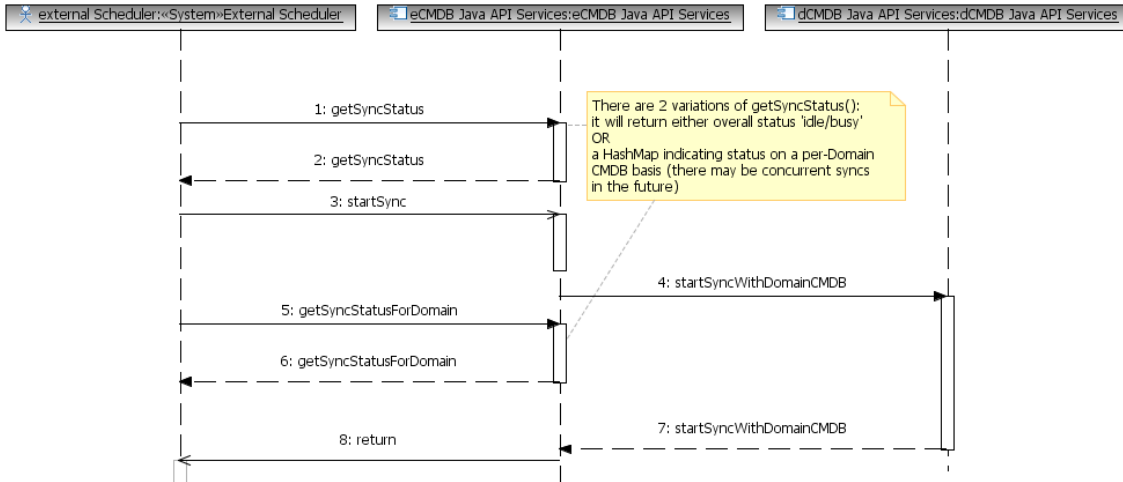 external Scheduler:«System»External Scheduler
eCMDB Java API Services:eCMDB Java API Services
dCMDB Java API Services:dCMDB Java API Services
1: getSyncStatus
There are 2 variations of getSyncStatus():
it will return either overall status 'idle/busy'
OR
a HashMap indicating status on a per-Domain
CMDB basis (there may be concurrent syncs
in the future)
2: getSyncStatus
3: startSync
4: startSyncWithDomainCMDB
5: getSyncStatusForDomain
6: getSyncStatusForDomain
7: startSyncWithDomainCMDB
8: return